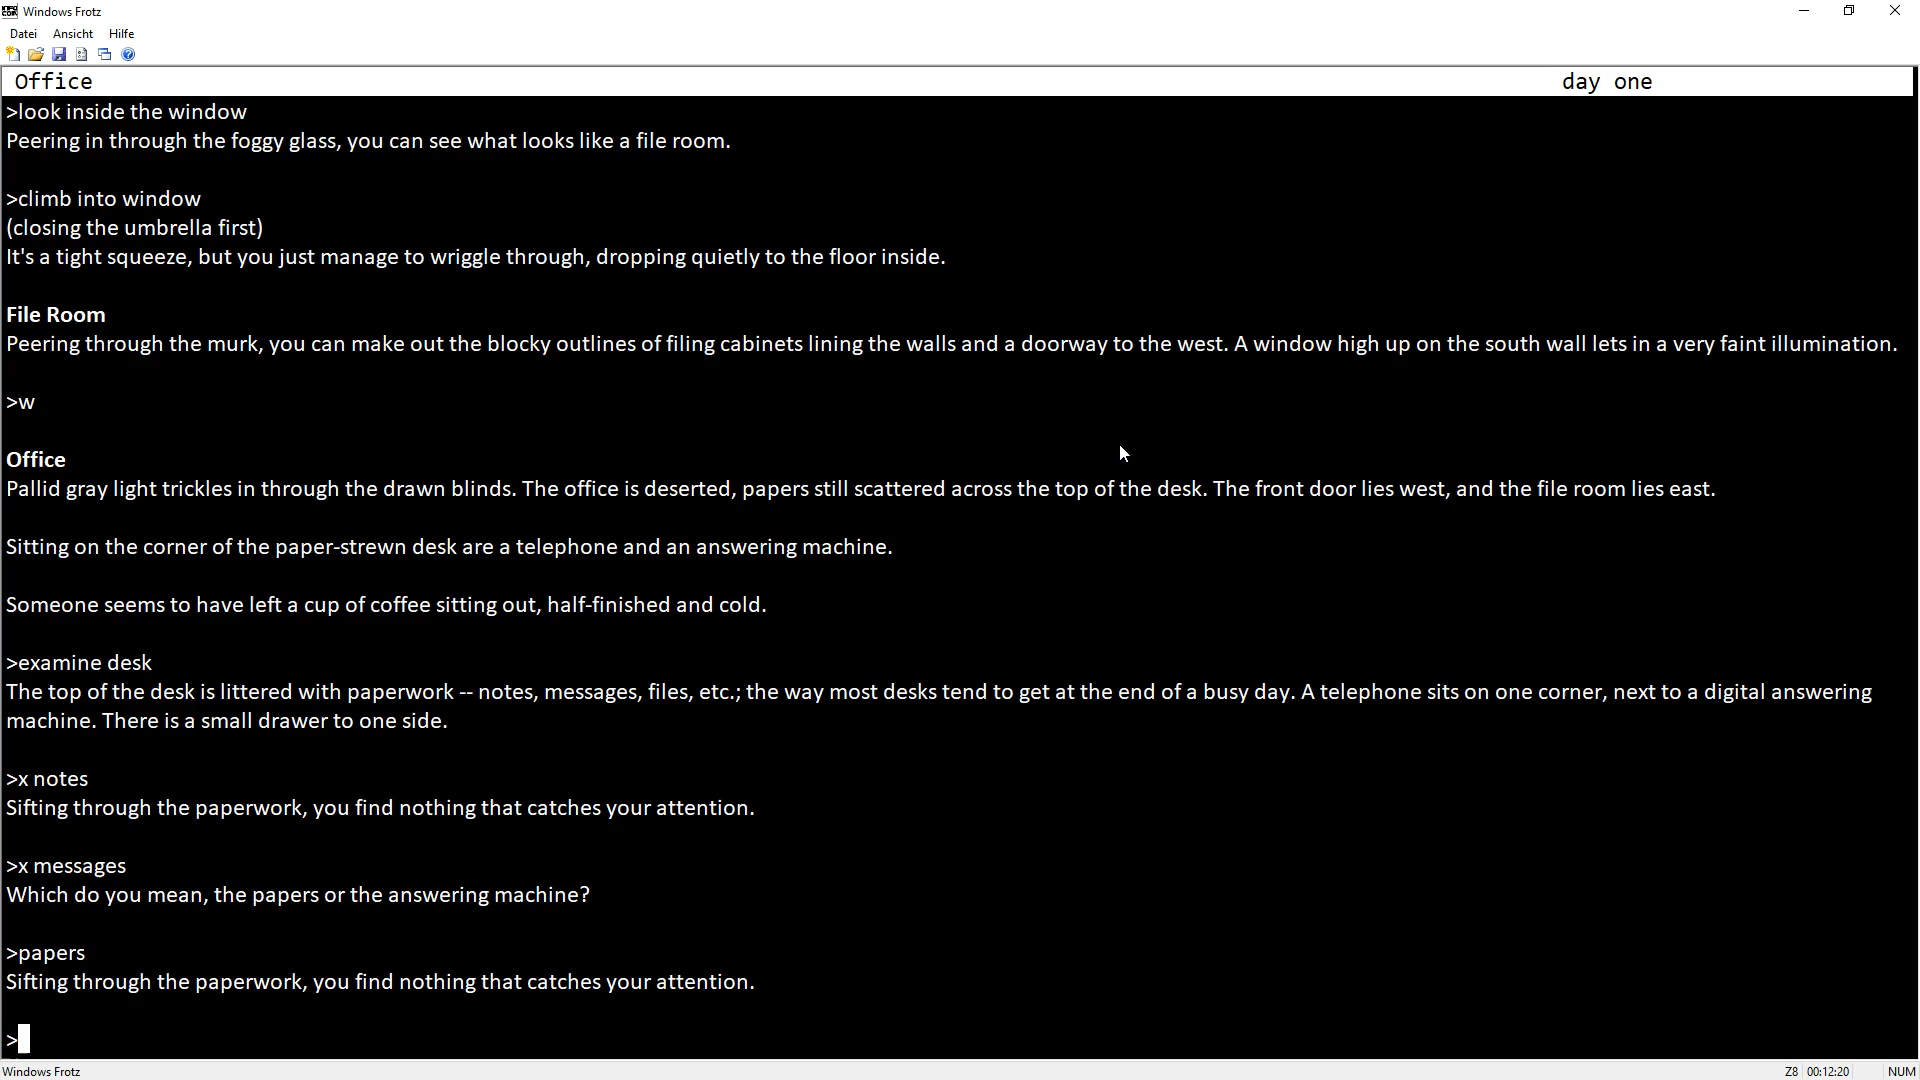 Windows Frotz
Datei Ansicht Hilfe
Office day one
>look inside the window
Peering in through the foggy glass, you can see what looks like a file room.
>climb into window
(closing the umbrella first)
It's a tight squeeze, but you just manage to wriggle through, dropping quietly to the floor inside.
File Room
Peering through the murk, you can make out the blocky outlines of filing cabinets lining the walls and a doorway to the west. A window high up on the south wall lets in a very faint illumination.
>w
Office
Pallid gray light trickles in through the drawn blinds. The office is deserted, papers still scattered across the top of the desk. The front door lies west, and the file room lies east.
Sitting on the corner of the paper-strewn desk are a telephone and an answering machine.
Someone seems to have left a cup of coffee sitting out, half-finished and cold.
>examine desk
The top of the desk is littered with paperwork -- notes, messages, files, etc.; the way most desks tend to get at the end of a busy day. A telephone sits on one corner, next to a digital answering
machine. There is a small drawer to one side.
>x notes
Sifting through the paperwork, you find nothing that catches your attention.
>x messages
Which do you mean, the papers or the answering machine?
>papers
Sifting through the paperwork, you find nothing that catches your attention.
>
Windows Frotz Z8 00:12:20 NUM